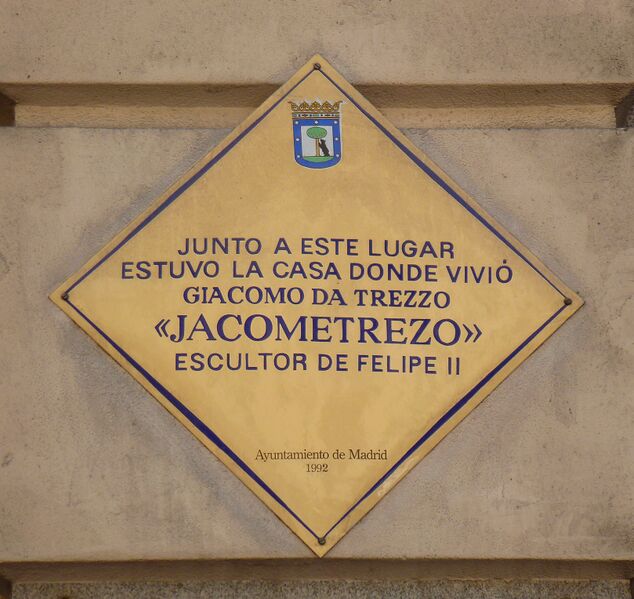 JUNTO A ESTE LUGAR
ESTUVO LA CASA DONDE VIVIÓ
GIACOMO DA TREZZO
«JACOMETREZO»
ESCULTOR DE FELIPE II
Ayuntamiento de Madrid
1992